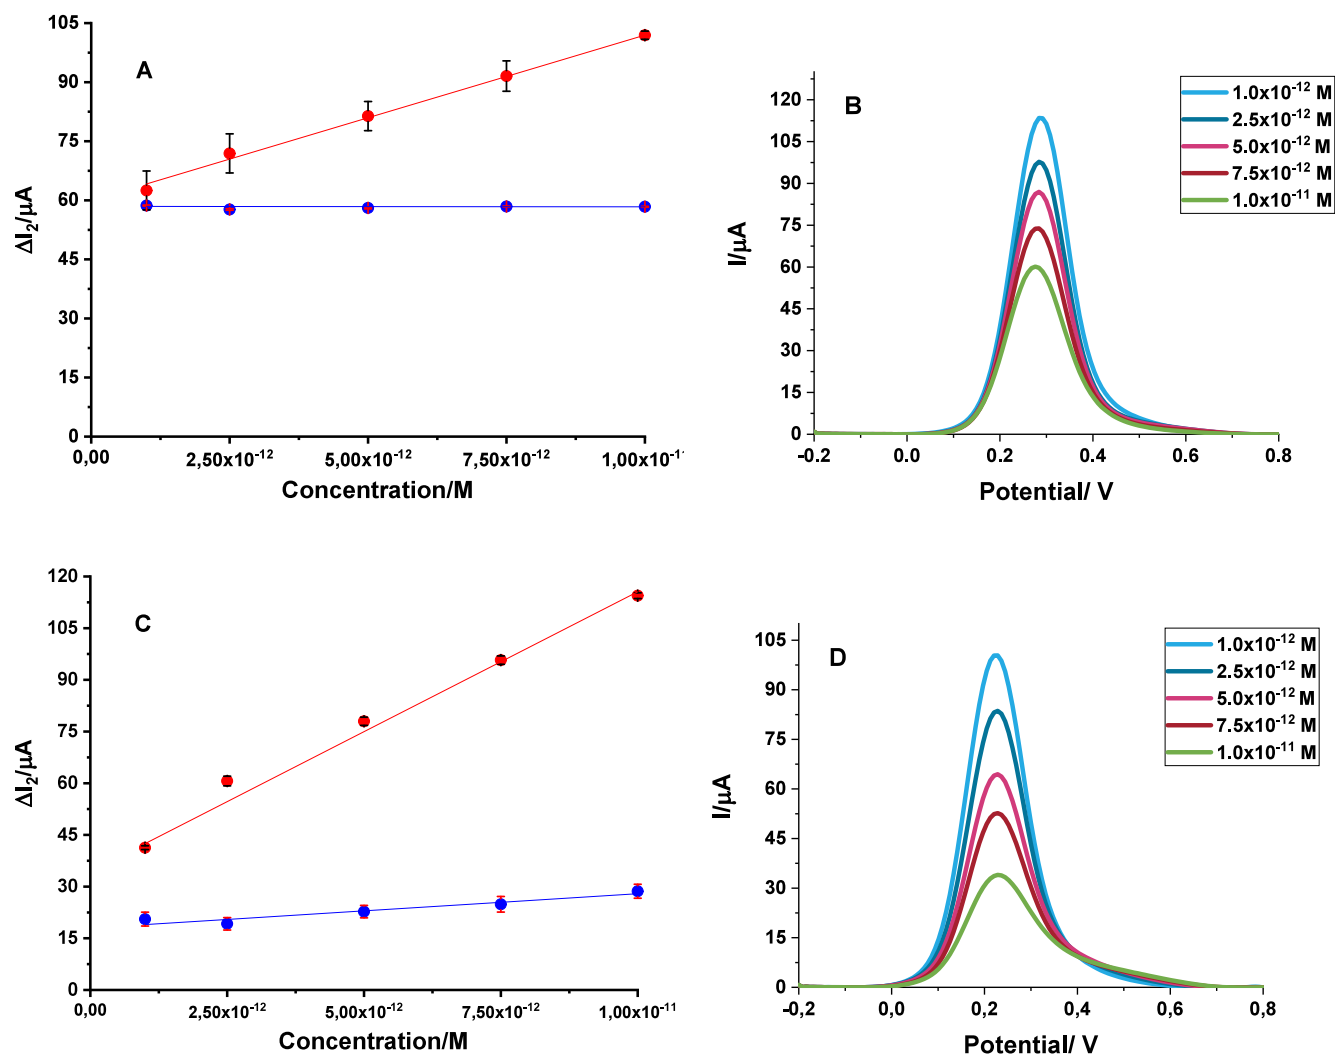 A
105
90
75
60
45
30
15
0
ΔI₂/μA
0,00
2,50x10⁻¹²
5,00x10⁻¹²
7,50x10⁻¹²
1,00x10⁻¹
Concentration/M
B
1.0x10⁻¹² M
2.5x10⁻¹² M
5.0x10⁻¹² M
7.5x10⁻¹² M
1.0x10⁻¹¹ M
120
105
90
75
60
45
30
15
0
I/μA
-0.2
0.0
0.2
0.4
0.6
0.8
Potential/ V
C
120
105
90
75
60
45
30
15
0
ΔI₂/μA
0,00
2,50x10⁻¹²
5,00x10⁻¹²
7,50x10⁻¹²
1,00x10⁻¹¹
Concentration/M
D
1.0x10⁻¹² M
2.5x10⁻¹² M
5.0x10⁻¹² M
7.5x10⁻¹² M
1.0x10⁻¹¹ M
105
90
75
60
45
30
15
0
I/μA
-0,2
0,0
0,2
0,4
0,6
0,8
Potential/ V